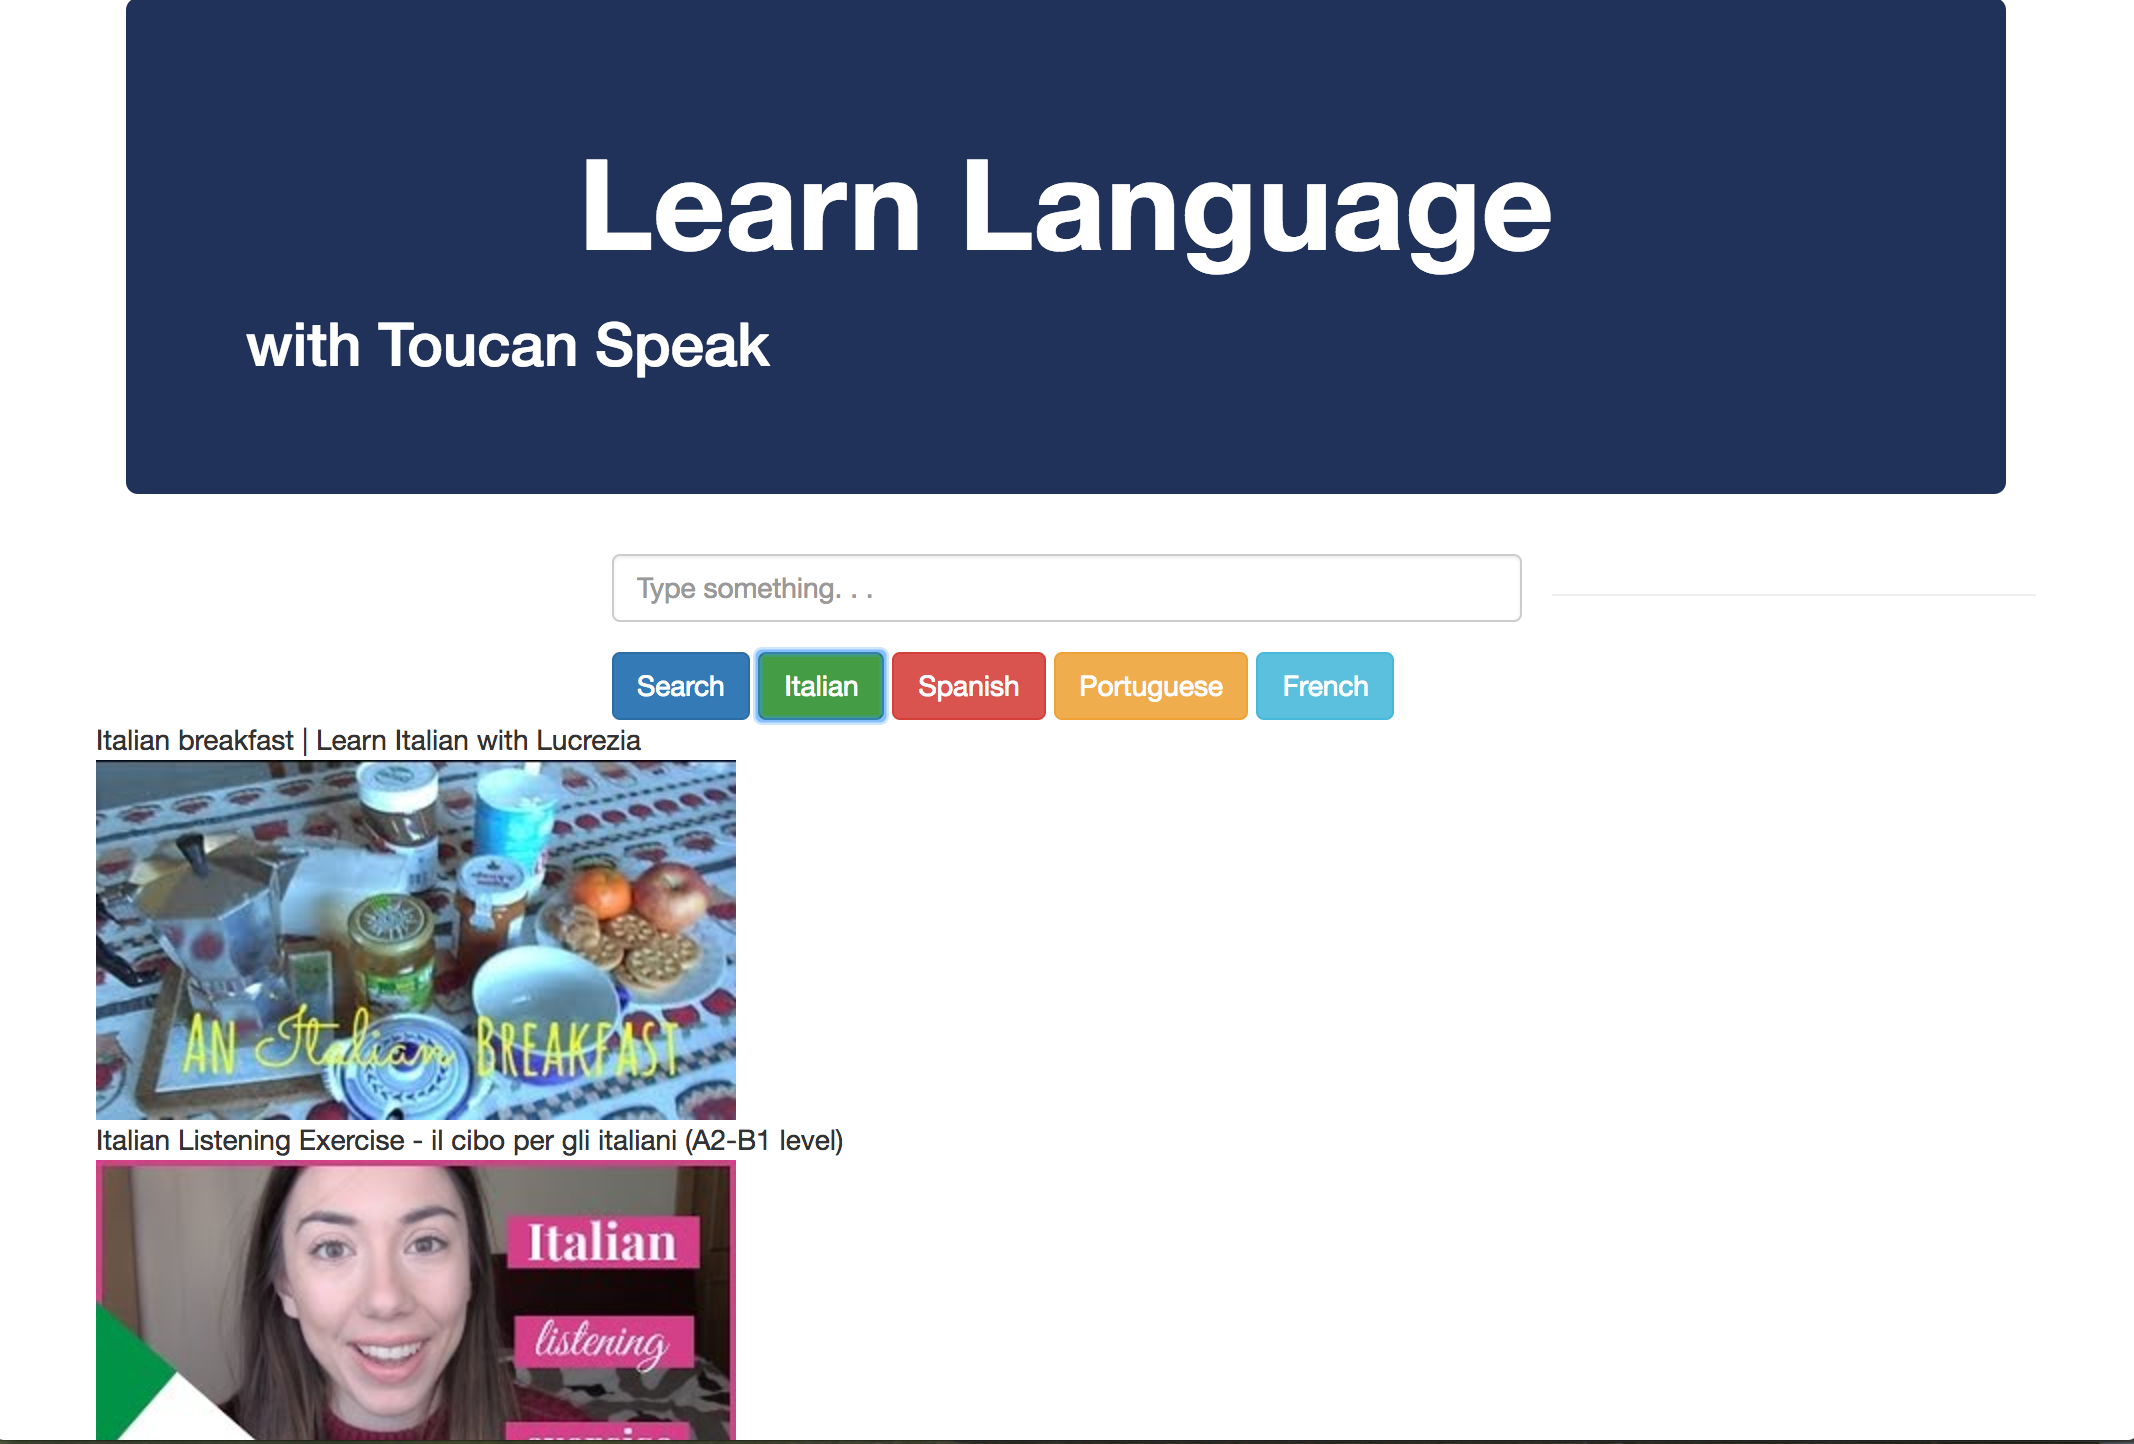 Learn Language
with Toucan Speak
Type something. . .
Search Italian Spanish Portuguese French
Italian breakfast | Learn Italian with Lucrezia
AN Italian BREAKFAST
Italian Listening Exercise - il cibo per gli italiani (A2-B1 level)
Italian
listening
exercise